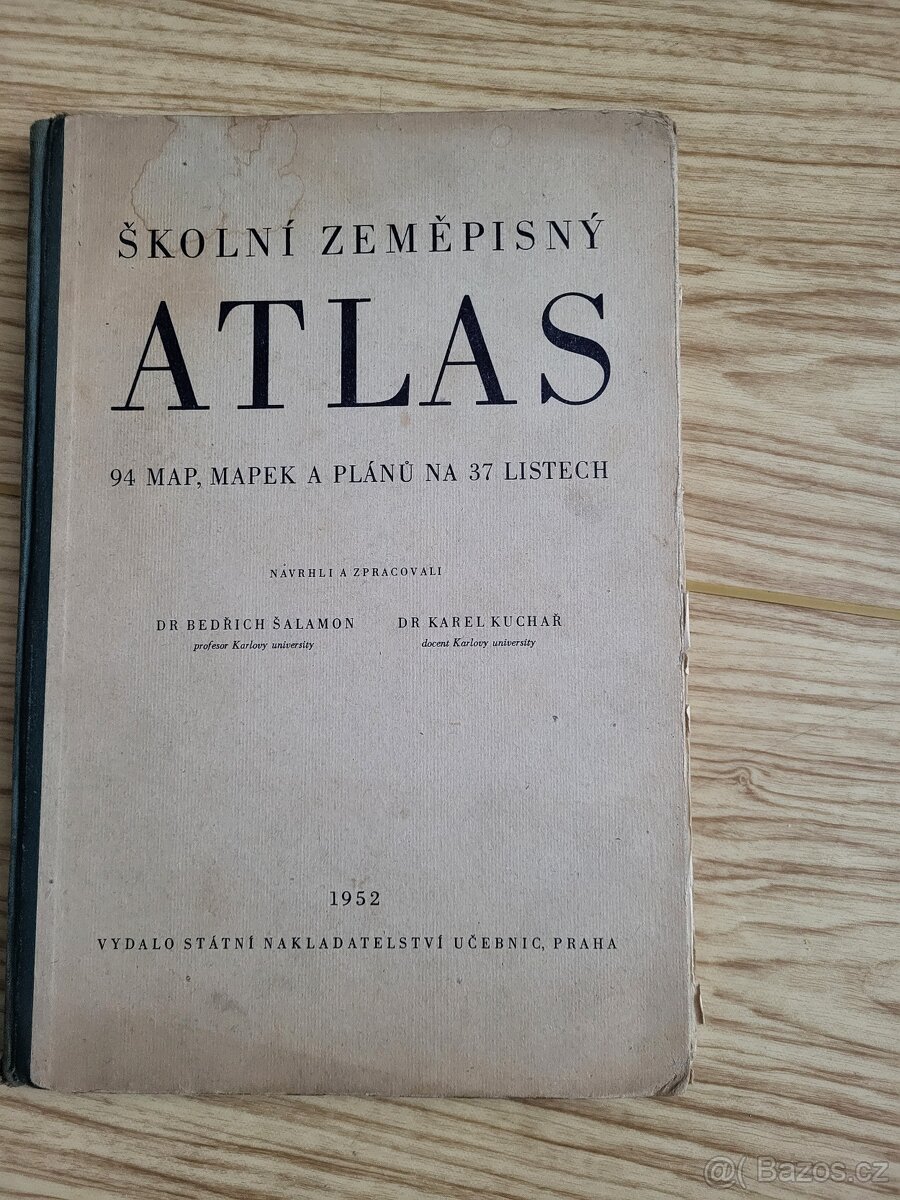 ŠKOLNÍ ZEMĚPISNÝ
ATLAS
94 MAP, MAPEK A PLÁNŮ NA 37 LISTECH
NÁVRHLI A ZPRACOVALI
DR BEDŘICH ŠALAMON DR KAREL KUCHAŘ
profesor Karlovy university docent Karlovy university
1952
VYDALO STÁTNÍ NAKLADATELSTVÍ UČEBNIC, PRAHA
@( Bazos.cz